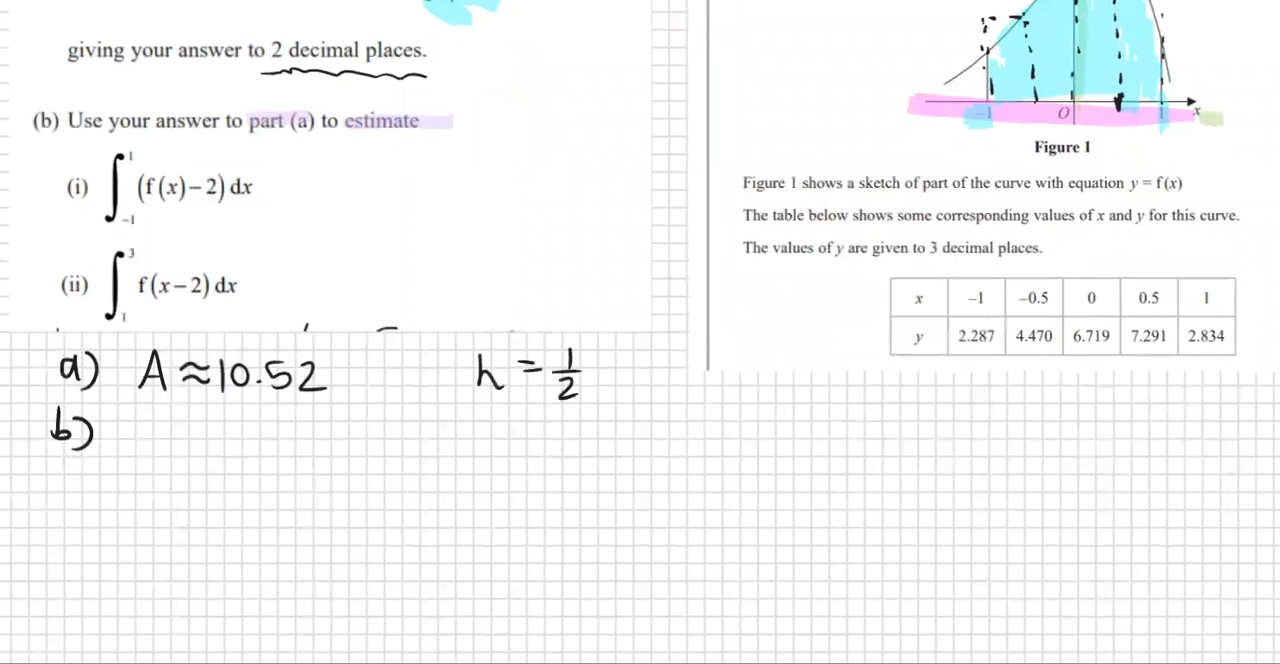 giving your answer to 2 decimal places.
(b) Use your answer to part (a) to estimate
(i) ∫₋₁¹ (f(x) − 2) dx
(ii) ∫₁³ f(x − 2) dx
a) A ≈ 10.52
h = 1/2
b)
−1 O 1 x
Figure 1
Figure 1 shows a sketch of part of the curve with equation y = f(x)
The table below shows some corresponding values of x and y for this curve.
The values of y are given to 3 decimal places.
x −1 −0.5 0 0.5 1
y 2.287 4.470 6.719 7.291 2.834